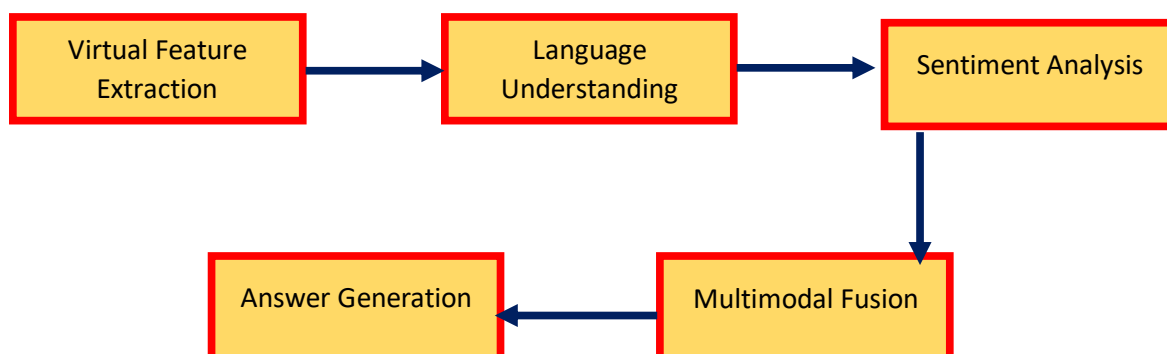 Virtual Feature
Extraction
Language
Understanding
Sentiment Analysis
Answer Generation
Multimodal Fusion